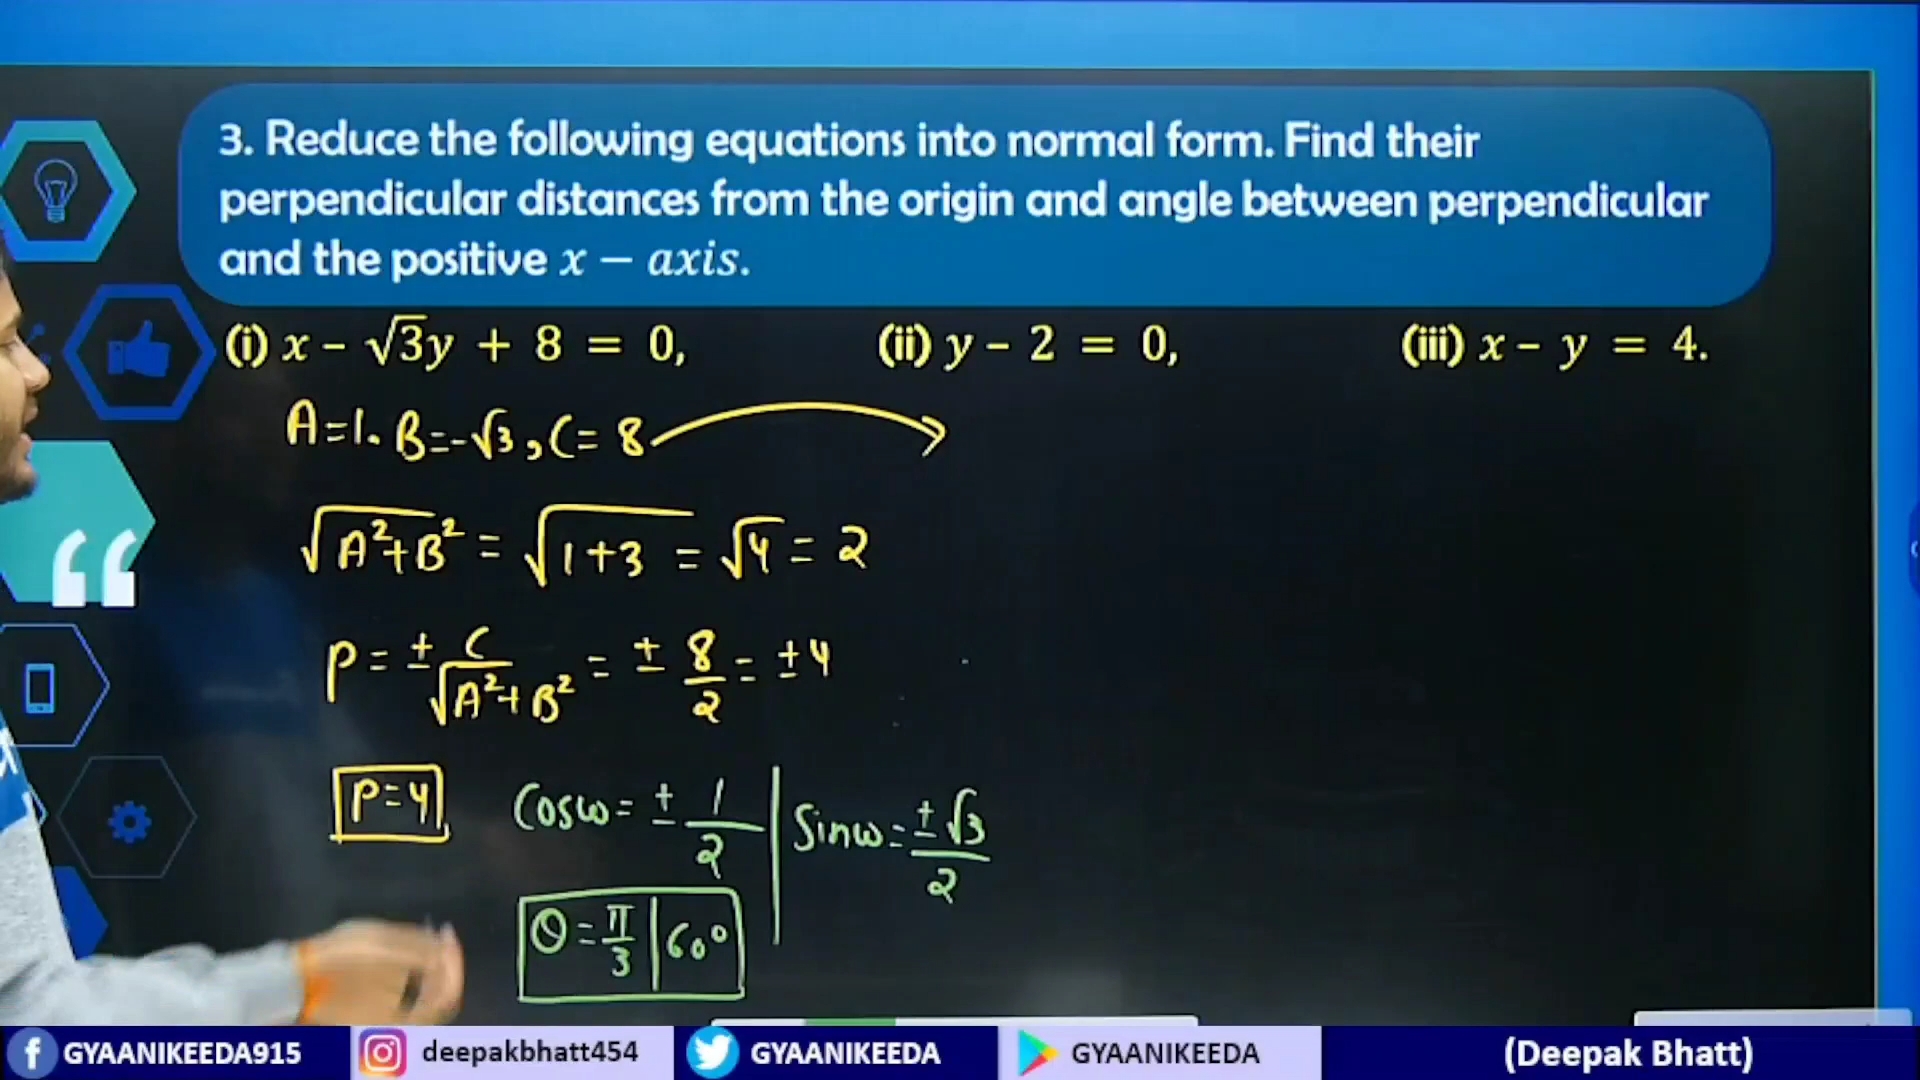 3. Reduce the following equations into normal form. Find their
perpendicular distances from the origin and angle between perpendicular
and the positive x – axis.
(i) x – √3y + 8 = 0, (ii) y – 2 = 0, (iii) x – y = 4.
A=1. B=-√3, C=8
√A²+B² = √1+3 = √4 = 2
P = ± C/√A²+B² = ± 8/2 = ±4
P=4
Cosω = ± 1/2 | Sinω = ±√3/2
θ = π/3 | 60°
GYAANIKEEDA915 deepakbhatt454 GYAANIKEEDA GYAANIKEEDA (Deepak Bhatt)